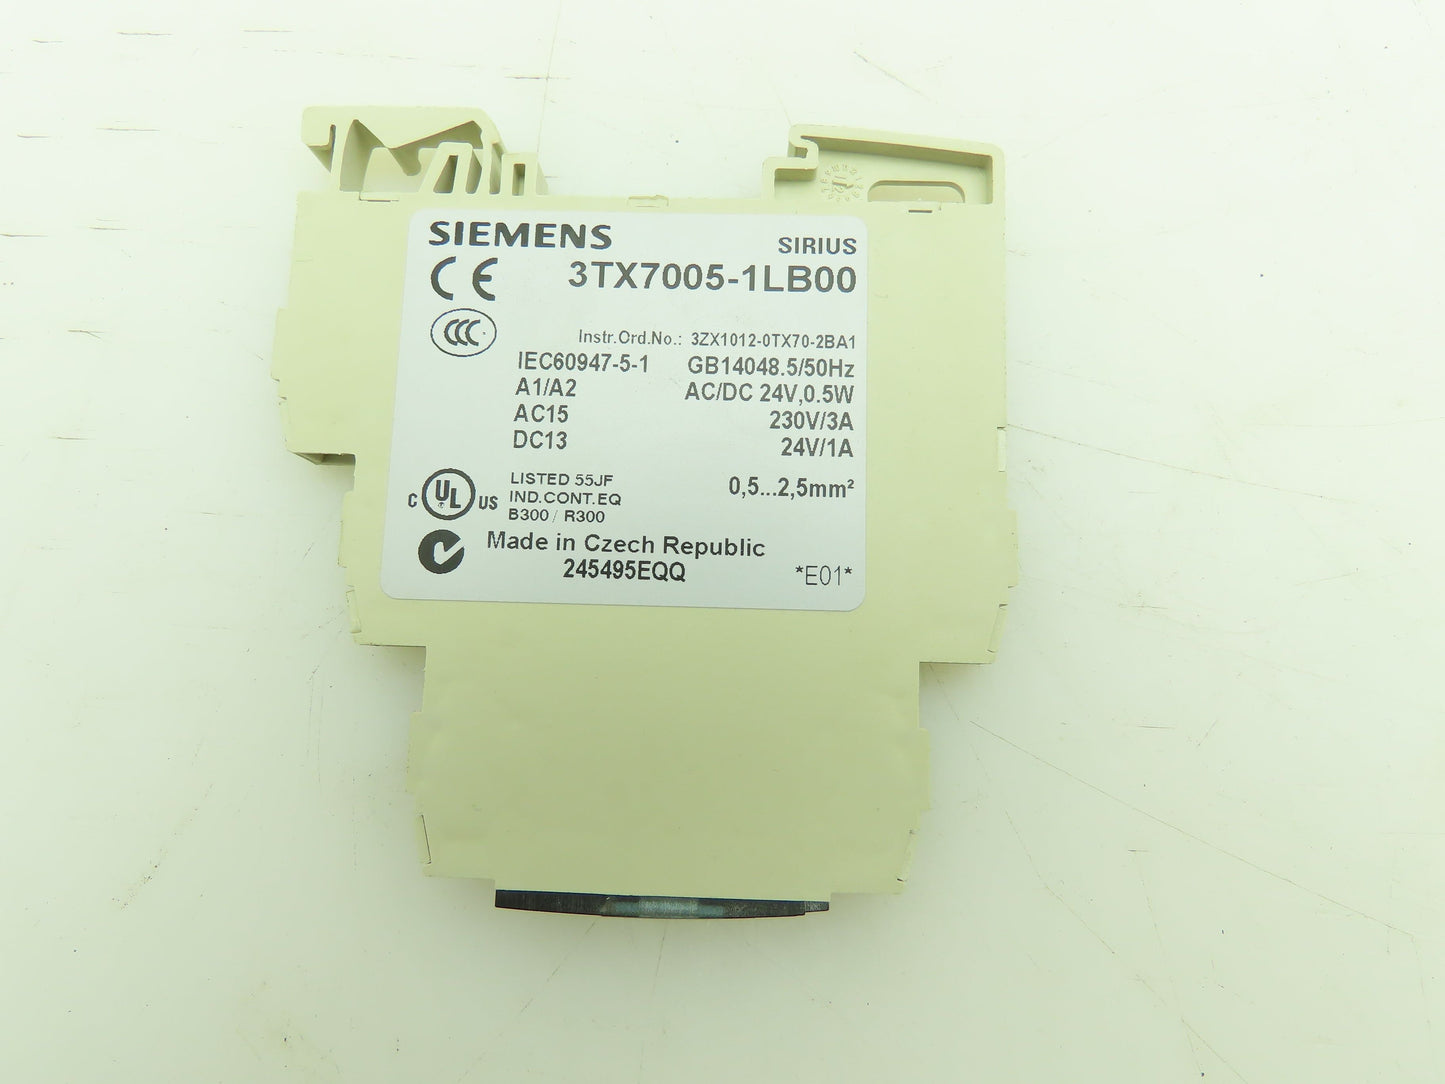 SIEMENS
SIRIUS
CE
3TX7005-1LB00
CCC
Instr.Ord.No.: 3ZX1012-0TX70-2BA1
IEC60947-5-1 GB14048.5/50Hz
A1/A2 AC/DC 24V,0.5W
AC15 230V/3A
DC13 24V/1A
C UL US
LISTED 55JF
IND.CONT.EQ
B300 / R300
0,5...2,5mm²
Made in Czech Republic
245495EQQ
*E01*